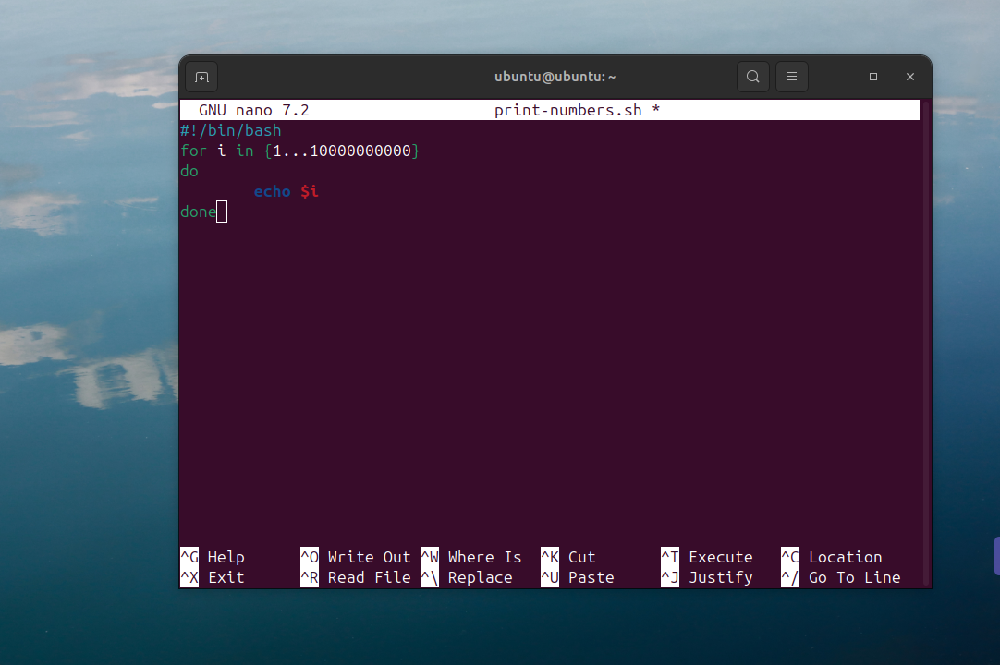 ubuntu@ubuntu: ~
GNU nano 7.2 print-numbers.sh *
#!/bin/bash
for i in {1...10000000000}
do
echo $i
done
^G Help ^O Write Out ^W Where Is ^K Cut ^T Execute ^C Location
^X Exit ^R Read File ^\ Replace ^U Paste ^J Justify ^/ Go To Line